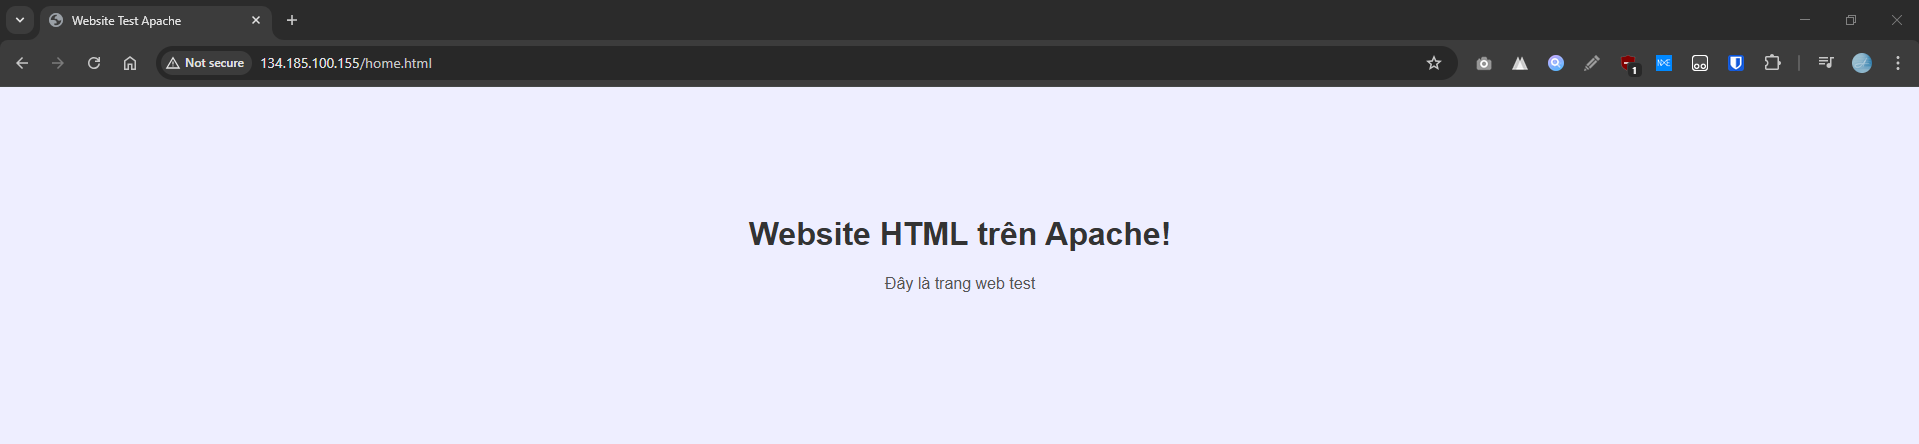 Website Test Apache
Not secure
134.185.100.155/home.html
1
NXE
Website HTML trên Apache!
Đây là trang web test